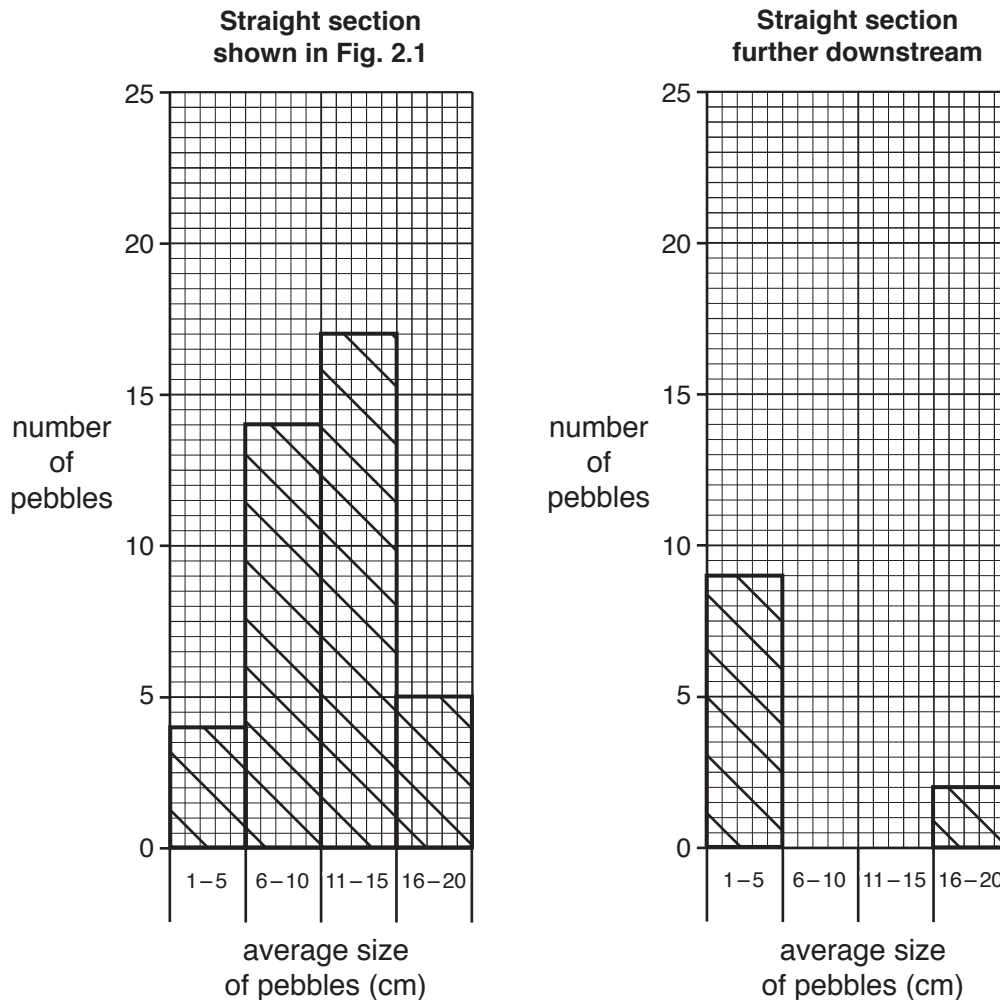 Straight section
shown in Fig. 2.1
25
20
15
10
5
0
number
of
pebbles
1–5 6–10 11–15 16–20
average size
of pebbles (cm)
Straight section
further downstream
25
20
15
10
5
0
number
of
pebbles
1–5 6–10 11–15 16–20
average size
of pebbles (cm)